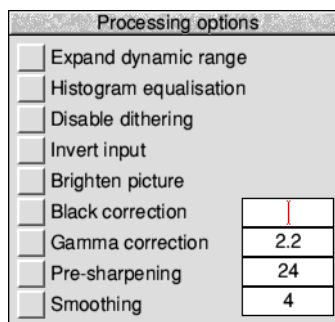 Processing options
Expand dynamic range
Histogram equalisation
Disable dithering
Invert input
Brighten picture
Black correction
Gamma correction 2.2
Pre-sharpening 24
Smoothing 4